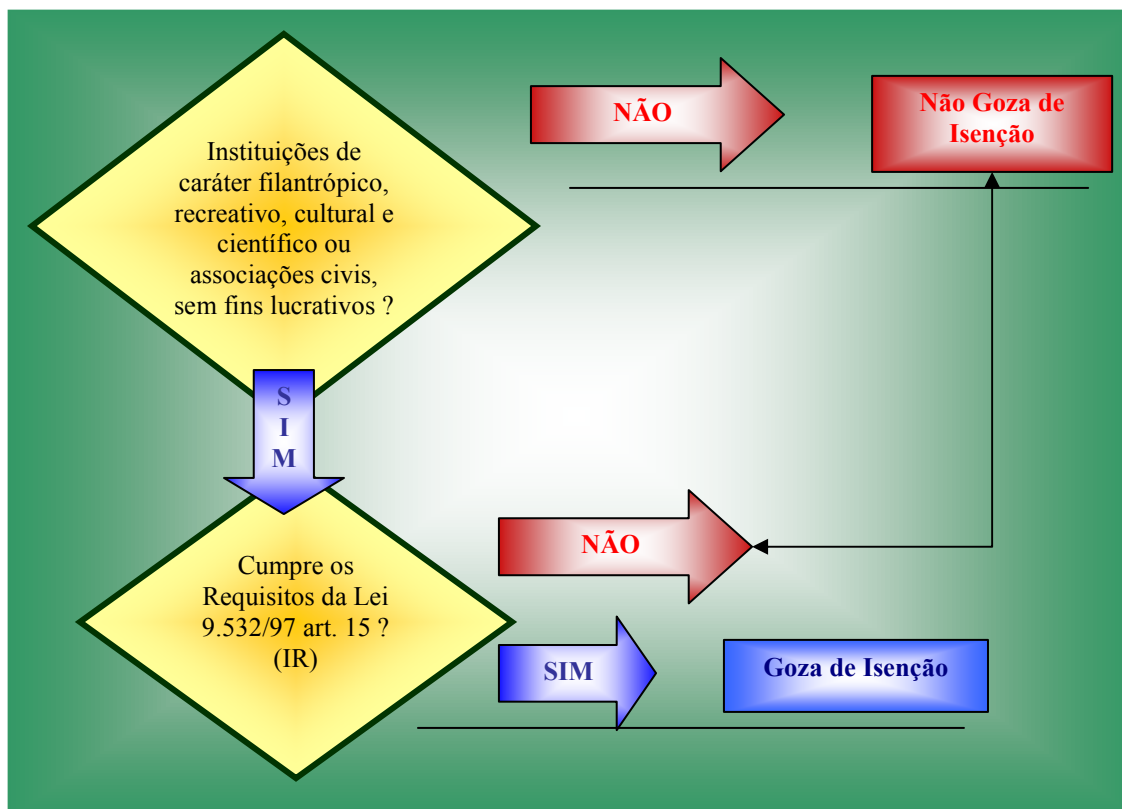 Instituições de
caráter filantrópico,
recreativo, cultural e
científico ou
associações civis,
sem fins lucrativos ?
NÃO
Não Goza de
Isenção
S
I
M
Cumpre os
Requisitos da Lei
9.532/97 art. 15 ?
(IR)
NÃO
SIM
Goza de Isenção